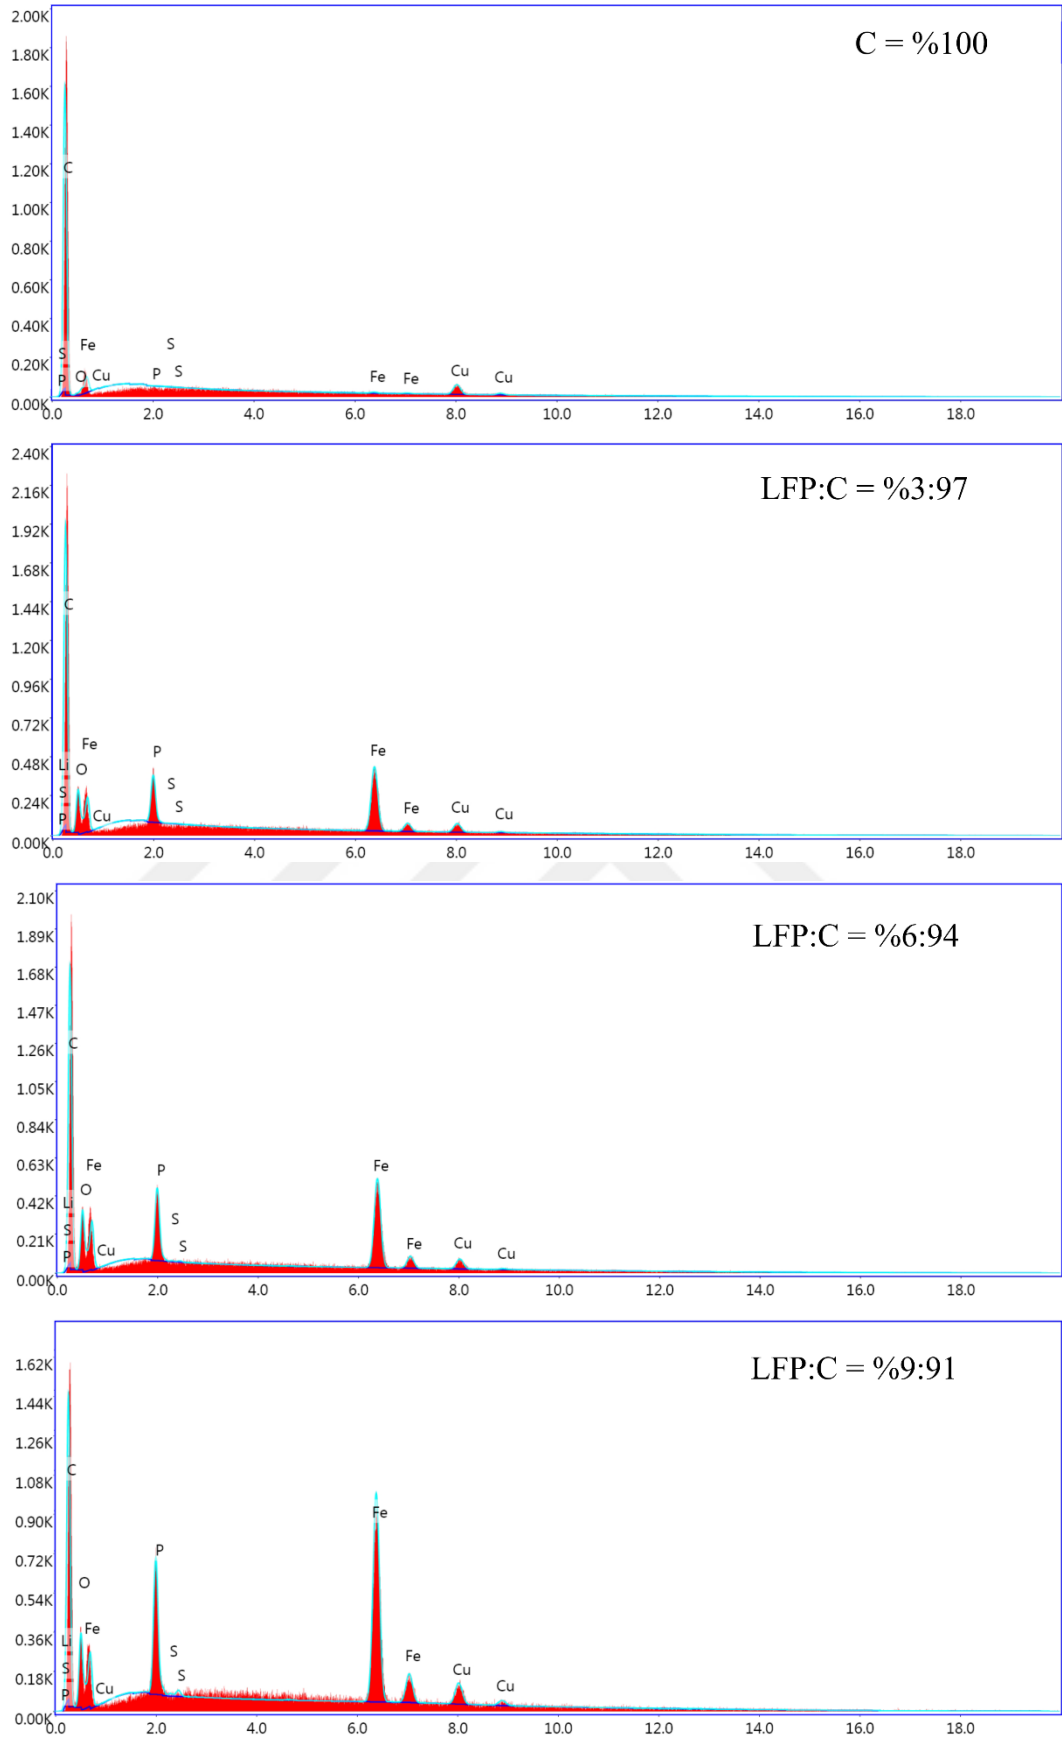 2.00K
C = %100
1.80K
1.60K
1.40K
1.20K
C
1.00K
0.80K
0.60K
0.40K
S
Fe
S
0.20K
P
O
Cu
P
S
Fe
Fe
Cu
Cu
0.00K
0.0 2.0 4.0 6.0 8.0 10.0 12.0 14.0 16.0 18.0
2.40K
2.16K
LFP:C = %3:97
1.92K
1.68K
1.44K
C
1.20K
0.96K
0.72K
Fe
P
Fe
0.48K
Li
O
S
S
0.24K
S
P
Cu
Fe
Cu
Cu
0.00K
0.0 2.0 4.0 6.0 8.0 10.0 12.0 14.0 16.0 18.0
2.10K
1.89K
LFP:C = %6:94
1.68K
1.47K
1.26K
C
1.05K
0.84K
0.63K
Fe
P
Fe
O
0.42K
Li
S
S
0.21K
S
P
Cu
Fe
Cu
Cu
0.00K
0.0 2.0 4.0 6.0 8.0 10.0 12.0 14.0 16.0 18.0
1.62K
LFP:C = %9:91
1.44K
1.26K
C
1.08K
0.90K
Fe
0.72K
P
O
0.54K
0.36K
Li
Fe
S
Fe
0.18K
S
S
P
Cu
Cu
Cu
0.00K
0.0 2.0 4.0 6.0 8.0 10.0 12.0 14.0 16.0 18.0